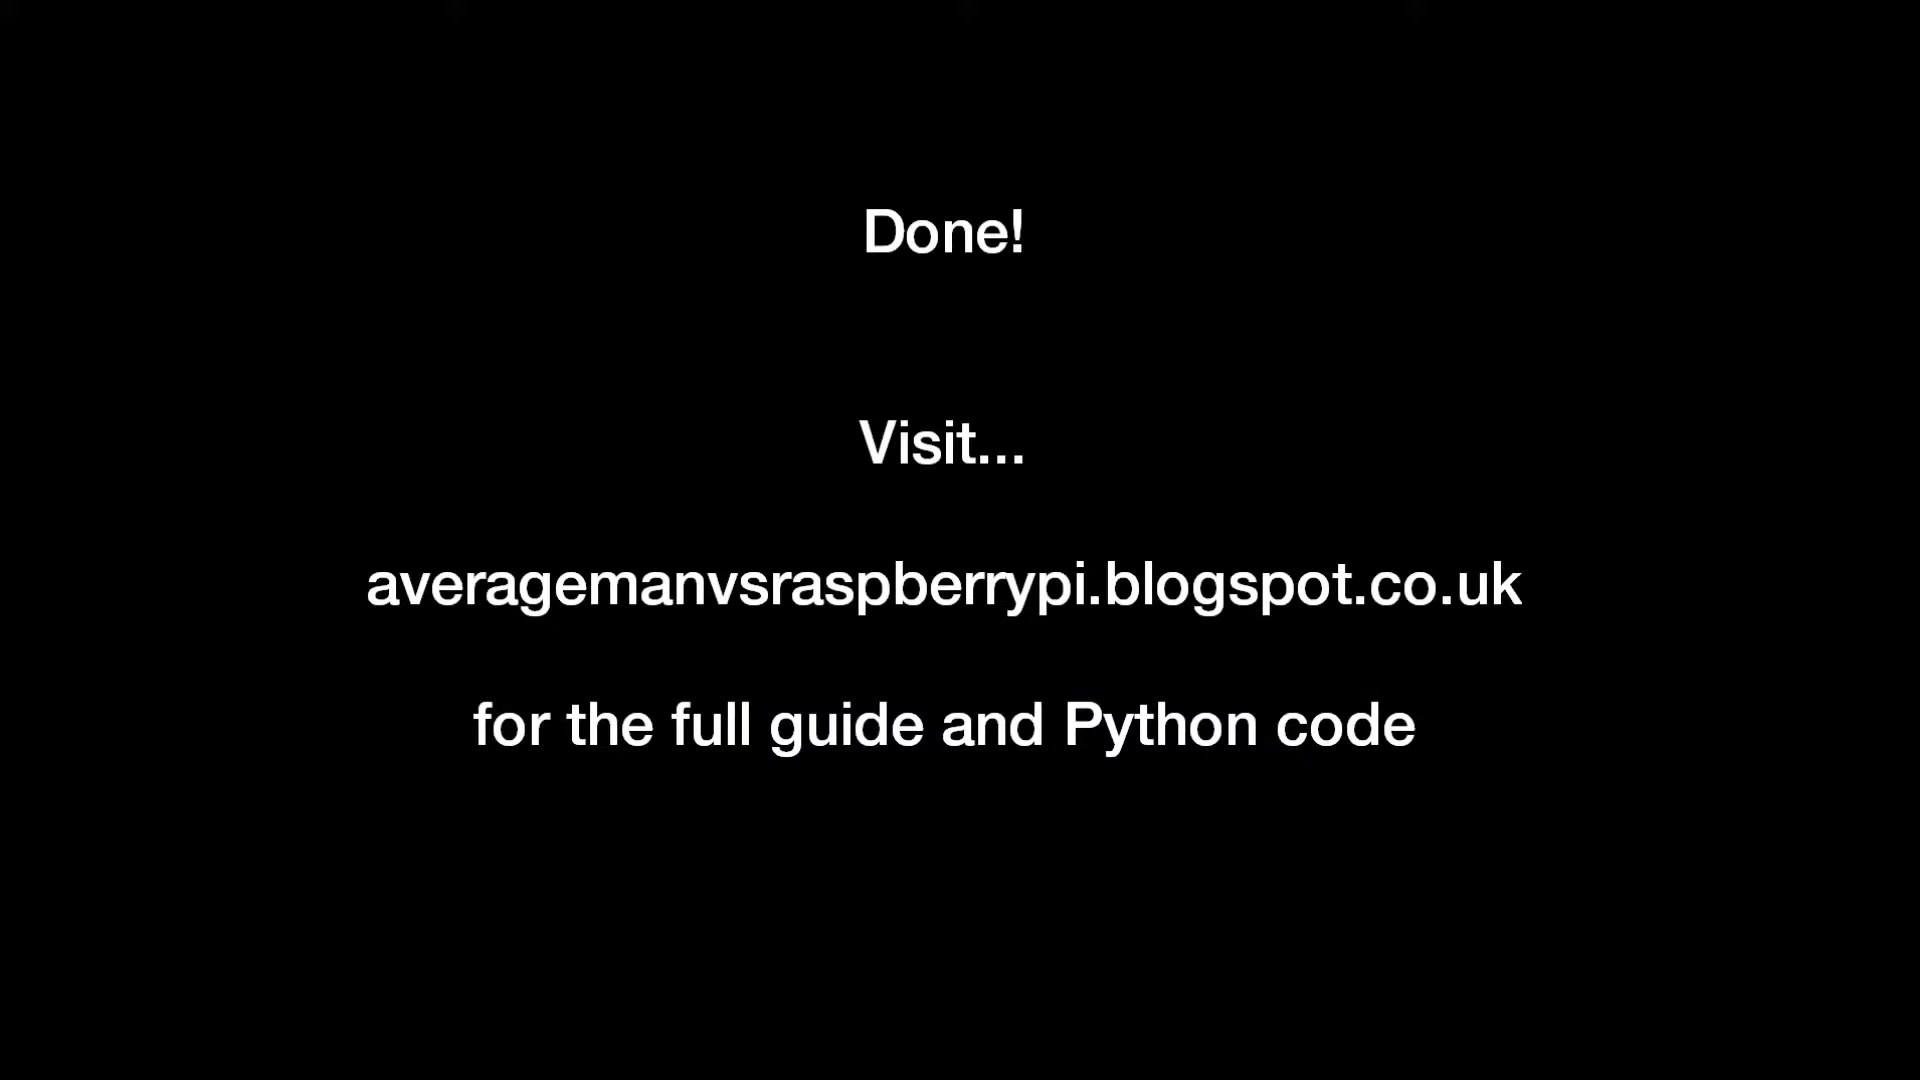 Done!
Visit...
averagemanvsraspberrypi.blogspot.co.uk
for the full guide and Python code